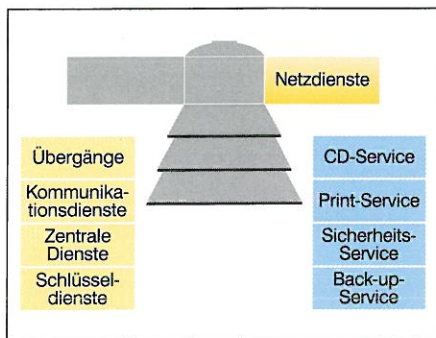 Netzdienste
Übergänge
Kommunika-
tionsdienste
Zentrale
Dienste
Schlüssel-
dienste
CD-Service
Print-Service
Sicherheits-
Service
Back-up-
Service